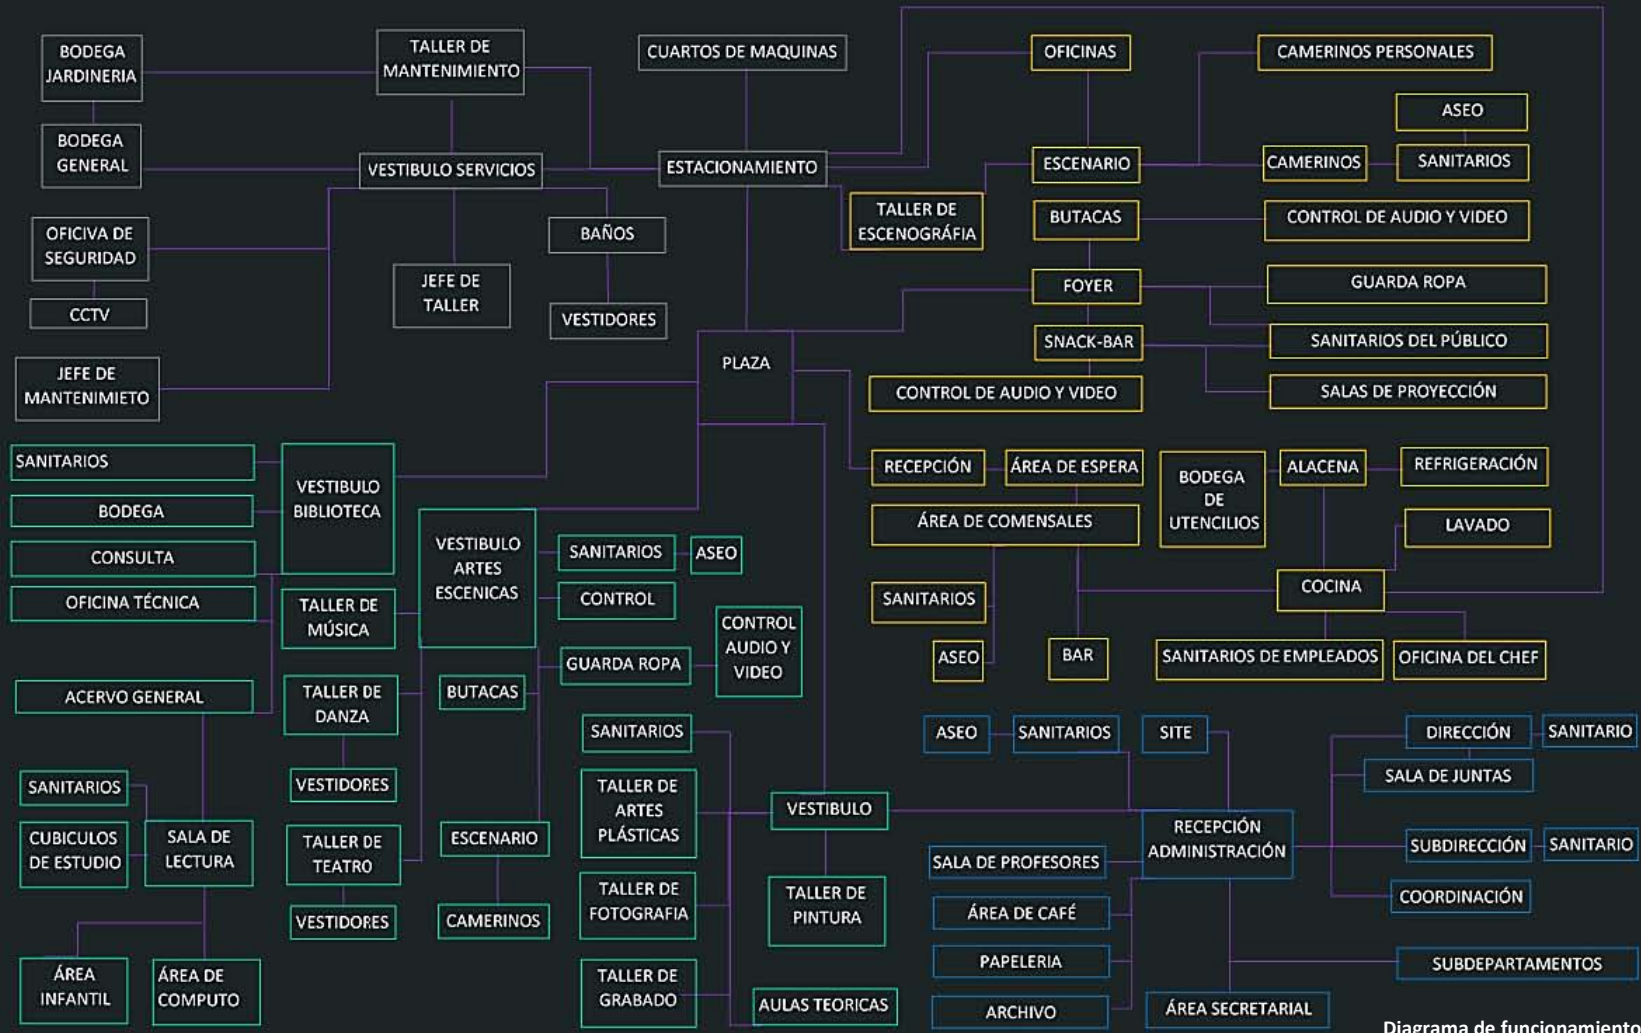 BODEGA
JARDINERIA
TALLER DE
MANTENIMIENTO
CUARTOS DE MAQUINAS
OFICINAS
CAMERINOS PERSONALES
ASEO
BODEGA
GENERAL
VESTIBULO SERVICIOS
ESTACIONAMIENTO
ESCENARIO
CAMERINOS
SANITARIOS
TALLER DE
ESCENOGRÁFIA
BUTACAS
CONTROL DE AUDIO Y VIDEO
OFICIVA DE
SEGURIDAD
BAÑOS
JEFE DE
TALLER
FOYER
GUARDA ROPA
CCTV
VESTIDORES
SNACK-BAR
SANITARIOS DEL PÚBLICO
PLAZA
JEFE DE
MANTENIMIETO
CONTROL DE AUDIO Y VIDEO
SALAS DE PROYECCIÓN
SANITARIOS
VESTIBULO
BIBLIOTECA
BODEGA
CONSULTA
OFICINA TÉCNICA
RECEPCIÓN
ÁREA DE ESPERA
BODEGA
DE
UTENCILIOS
ALACENA
REFRIGERACIÓN
ÁREA DE COMENSALES
LAVADO
VESTIBULO
ARTES
ESCENICAS
SANITARIOS
ASEO
CONTROL
TALLER DE
MÚSICA
COCINA
SANITARIOS
CONTROL
AUDIO Y
VIDEO
GUARDA ROPA
ASEO
BAR
SANITARIOS DE EMPLEADOS
OFICINA DEL CHEF
ACERVO GENERAL
TALLER DE
DANZA
BUTACAS
SANITARIOS
ASEO
SANITARIOS
SITE
DIRECCIÓN
SANITARIO
SALA DE JUNTAS
SANITARIOS
VESTIDORES
TALLER DE
ARTES
PLÁSTICAS
VESTIBULO
RECEPCIÓN
ADMINISTRACIÓN
CUBICULOS
DE ESTUDIO
SALA DE
LECTURA
TALLER DE
TEATRO
ESCENARIO
SALA DE PROFESORES
SUBDIRECCIÓN
SANITARIO
TALLER DE
FOTOGRAFIA
TALLER DE
PINTURA
COORDINACIÓN
VESTIDORES
CAMERINOS
ÁREA DE CAFÉ
PAPELERIA
SUBDEPARTAMENTOS
ÁREA
INFANTIL
ÁREA DE
COMPUTO
TALLER DE
GRABADO
AULAS TEORICAS
ARCHIVO
ÁREA SECRETARIAL
Diagrama de funcionamiento